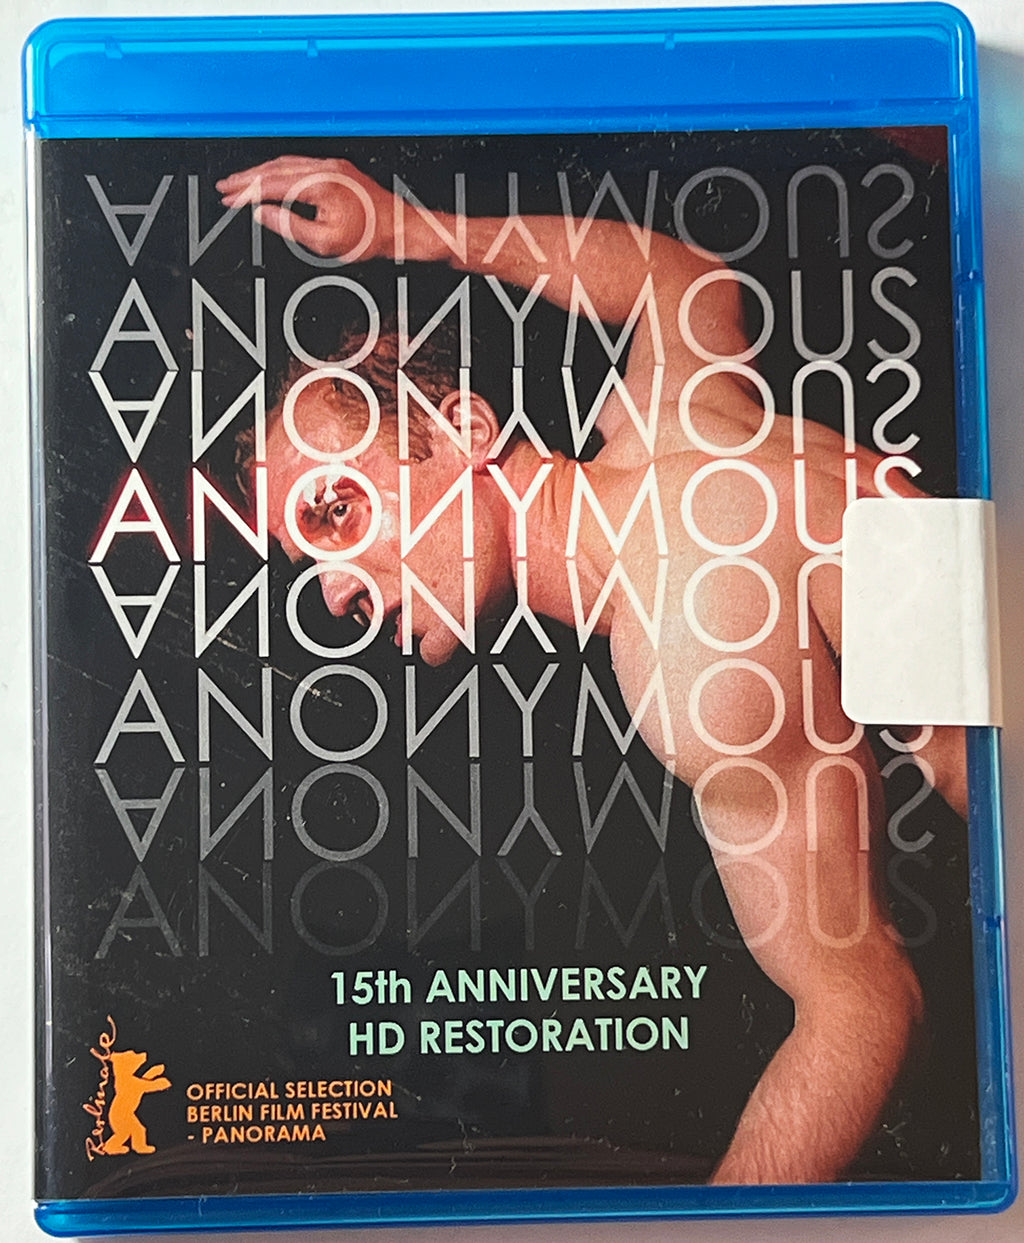 ANONYMOUS
ANONYMOUS
ANONYMOUS
ANONYMOUS
ANONYMOUS
ANONYMOUS
ANONYMOUS
ANONYMOUS
15th ANNIVERSARY
HD RESTORATION
Berlinale
OFFICIAL SELECTION
BERLIN FILM FESTIVAL
- PANORAMA